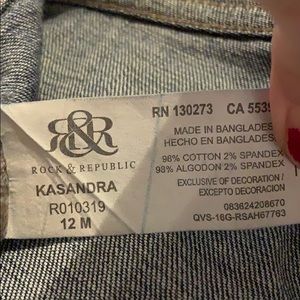 R&R
ROCK & REPUBLIC
KASANDRA
R010319
12 M
RN 130273 CA
MADE IN BANGLADES
HECHO EN BANGLADES
98% COTTON 2% SPANDEX
98% ALGODON 2% SPANDEX
EXCLUSIVE OF DECORATION /
EXCEPTO DECORACION
083624208670
QVS-16G-RSAH67763